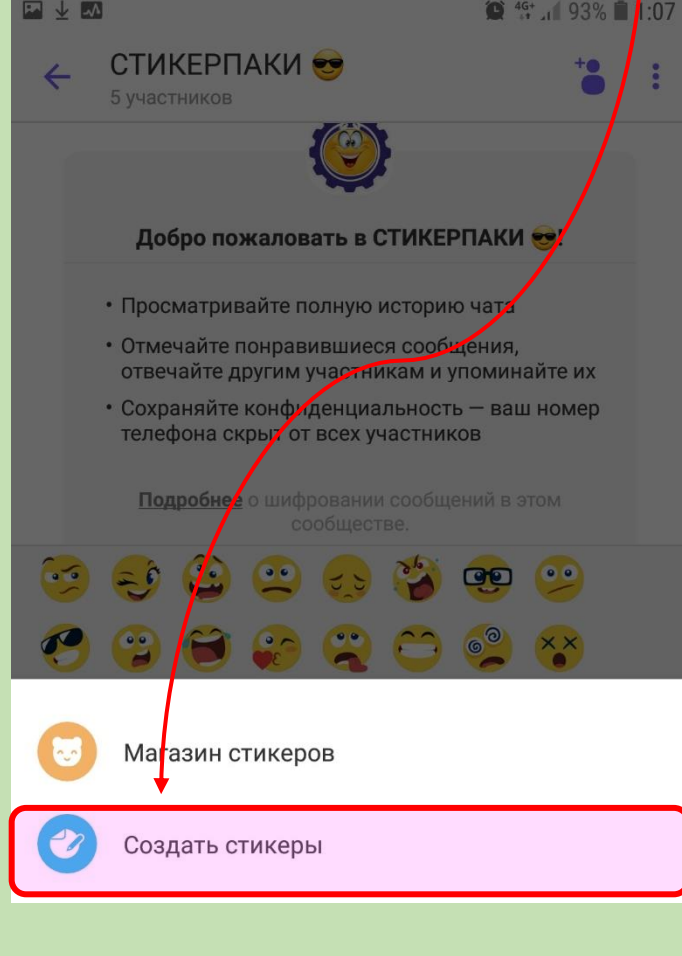 4G+ 93% 1:07
СТИКЕРПАКИ 😎
5 участников
Добро пожаловать в СТИКЕРПАКИ 😎!
• Просматривайте полную историю чата
• Отмечайте понравившиеся сообщения,
отвечайте другим участникам и упоминайте их
• Сохраняйте конфиденциальность — ваш номер
телефона скрыт от всех участников
Подробнее о шифровании сообщений в этом
сообществе.
Магазин стикеров
Создать стикеры